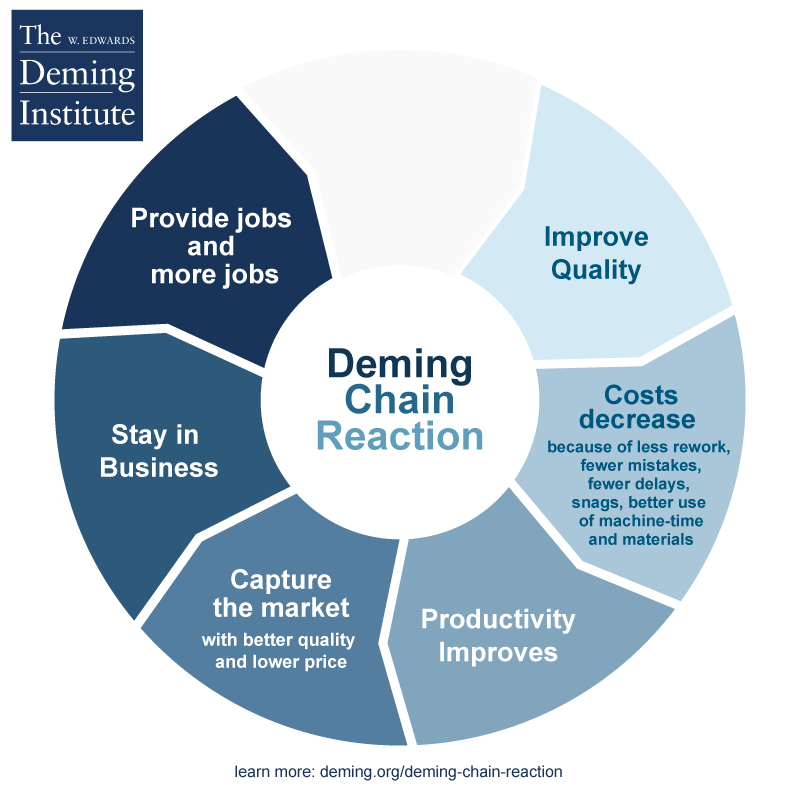 The W. EDWARDS
Deming
Institute
Improve
Quality
Costs
decrease
because of less rework,
fewer mistakes,
fewer delays,
snags, better use
of machine-time
and materials
Productivity
Improves
Capture
the market
with better quality
and lower price
Stay in
Business
Provide jobs
and
more jobs
Deming
Chain
Reaction
learn more: deming.org/deming-chain-reaction